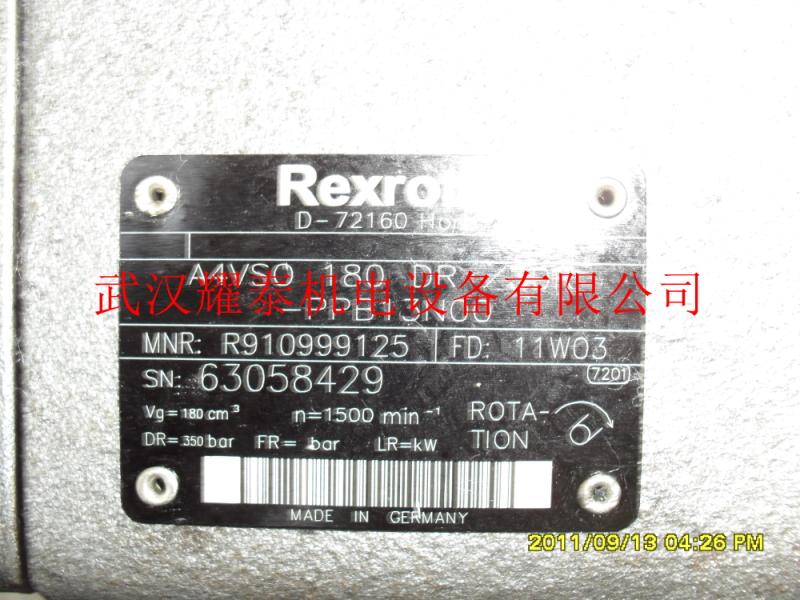 Rexro
D-72160 Ho
A4VSO 180 DR
武汉耀泰机电设备有限公司
MNR: R910999125 FD: 11W03
SN: 63058429 7201
Vg=180 cm³ n=1500 min⁻¹ ROTA-
DR=350 bar FR= bar LR=kW TION
MADE IN GERMANY
2011/09/13 04:26 PM